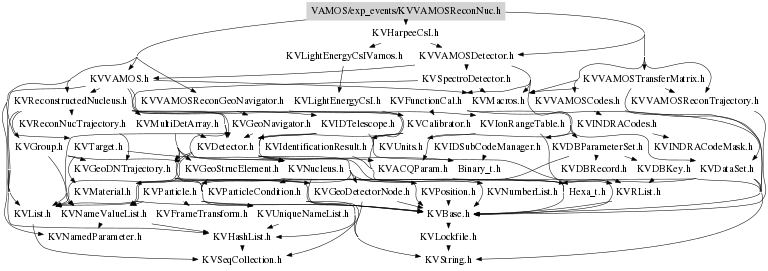 VAMOS/exp_events/KVVAMOSReconNuc.h
KVHarpeeCsI.h
KVLightEnergyCsIVamos.h KVVAMOSDetector.h
KVVAMOS.h KVSpectroDetector.h KVVAMOSTransferMatrix.h
KVReconstructedNucleus.h KVVAMOSReconGeoNavigator.h KVLightEnergyCsI.h KVFunctionCal.h KVMacros.h KVVAMOSCodes.h KVVAMOSReconTrajectory.h
KVReconNucTrajectory.h KVMultiDetArray.h KVGeoNavigator.h KVIDTelescope.h KVCalibrator.h KVIonRangeTable.h KVINDRACodes.h
KVGroup.h KVTarget.h KVDetector.h KVIdentificationResult.h KVUnits.h KVIDSubCodeManager.h KVDBParameterSet.h KVINDRACodeMask.h
KVGeoDNTrajectory.h KVGeoStrucElement.h KVNucleus.h KVACQParam.h Binary_t.h KVDBRecord.h KVDBKey.h KVDataSet.h
KVMaterial.h KVParticle.h KVParticleCondition.h KVGeoDetectorNode.h KVPosition.h KVNumberList.h Hexa_t.h KVRList.h
KVList.h KVNameValueList.h KVFrameTransform.h KVUniqueNameList.h KVBase.h
KVNamedParameter.h KVHashList.h KVLockfile.h
KVSeqCollection.h KVString.h